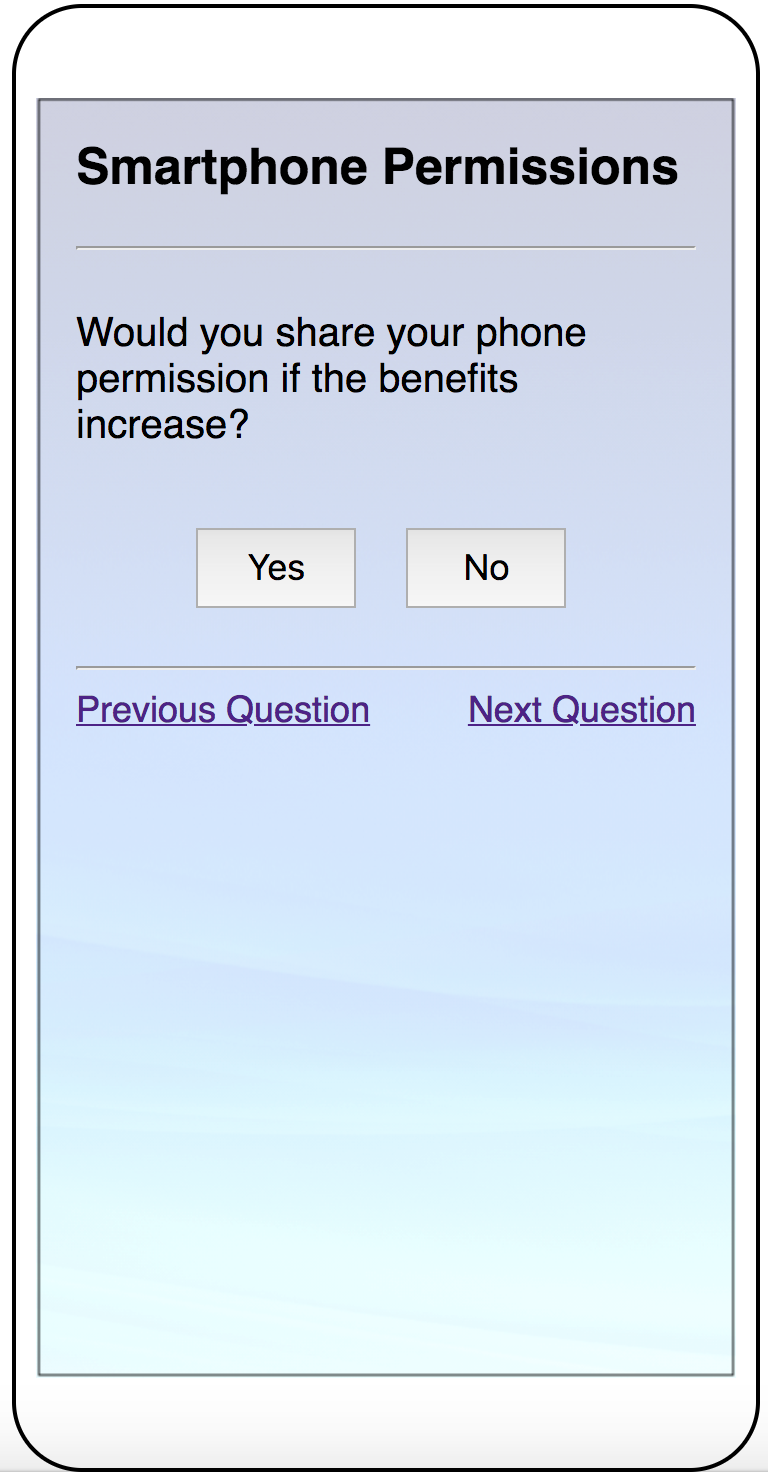 Smartphone Permissions
Would you share your phone
permission if the benefits
increase?
Yes No
Previous Question Next Question